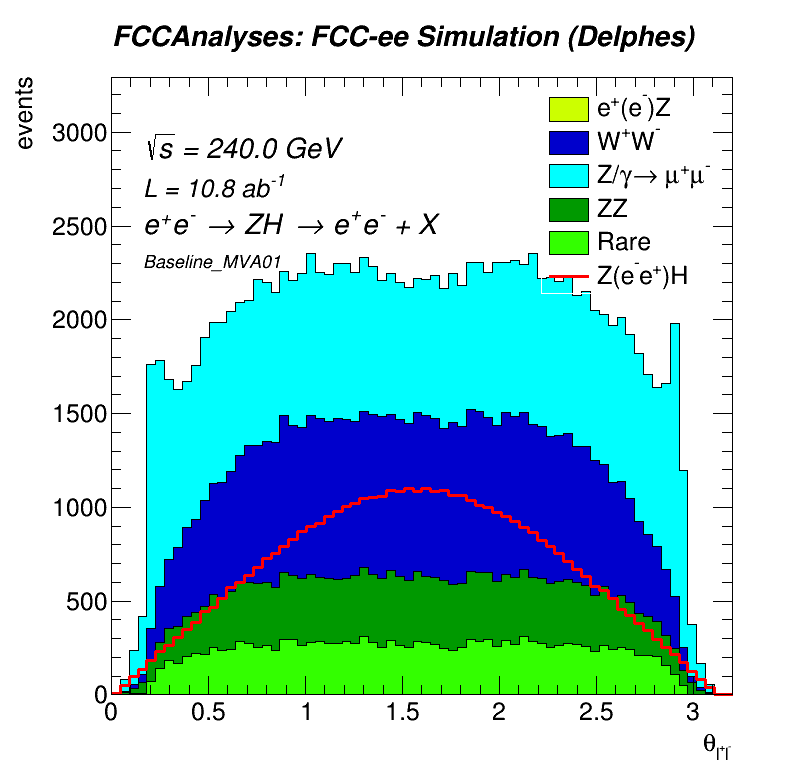 FCCAnalyses: FCC-ee Simulation (Delphes)
events
3000
2500
2000
1500
1000
500
0
√s = 240.0 GeV
L = 10.8 ab⁻¹
e⁺e⁻ → ZH → e⁺e⁻ + X
Baseline_MVA01
e⁺(e⁻)Z
W⁺W⁻
Z/γ→ μ⁺μ⁻
ZZ
Rare
Z(e⁻e⁺)H
0 0.5 1 1.5 2 2.5 3
θ_l⁺l⁻